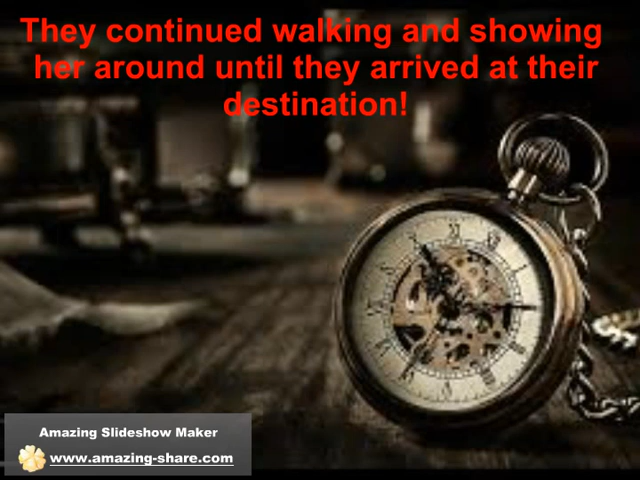 They continued walking and showing
her around until they arrived at their
destination!
Amazing Slideshow Maker
www.amazing-share.com